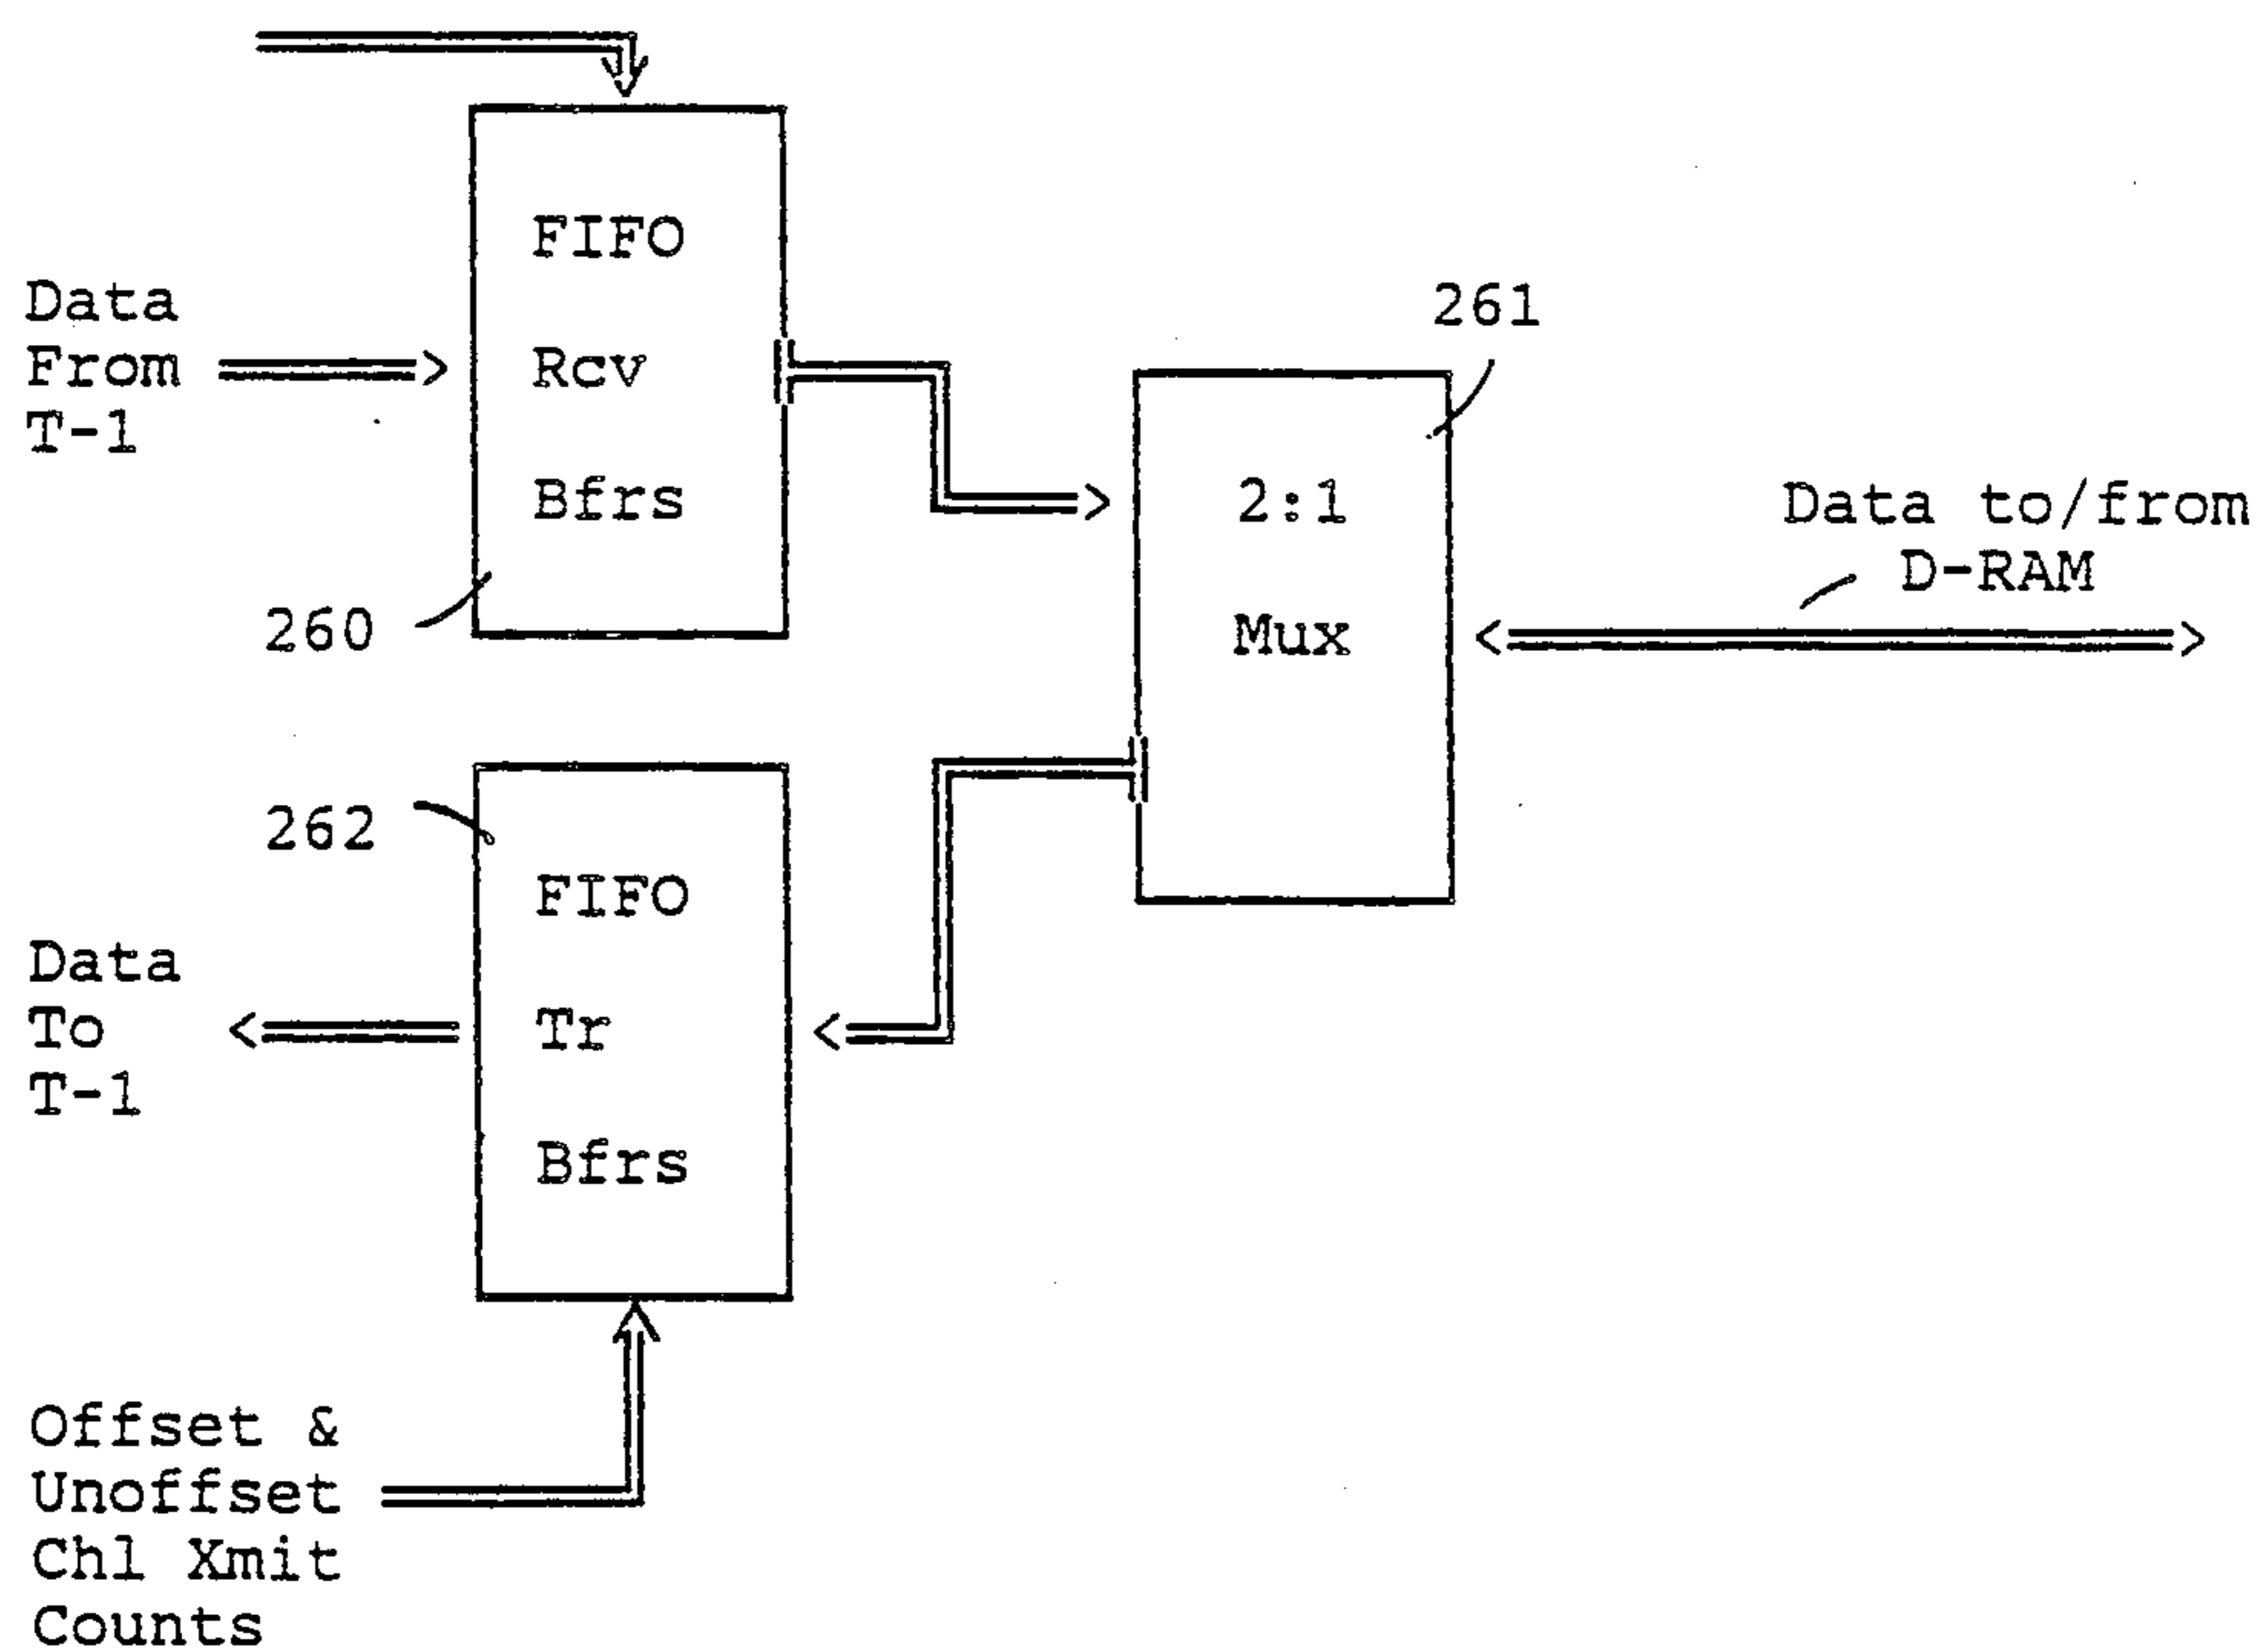 FIFO
Rcv
Bfrs
Data
From
T-1
260
261
2:1
Mux
Data to/from
D-RAM
262
FIFO
Tr
Bfrs
Data
To
T-1
Offset &
Unoffset
Chl Xmit
Counts